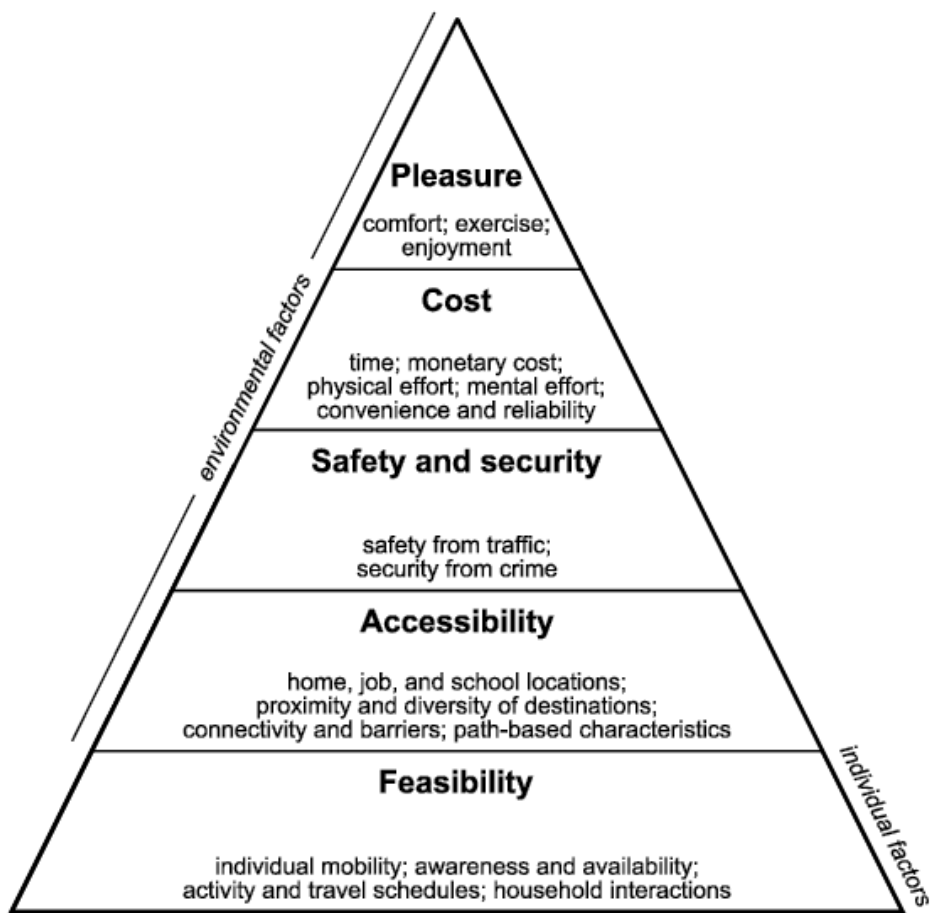 Pleasure
comfort; exercise;
enjoyment
Cost
time; monetary cost;
physical effort; mental effort;
convenience and reliability
Safety and security
safety from traffic;
security from crime
Accessibility
home, job, and school locations;
proximity and diversity of destinations;
connectivity and barriers; path-based characteristics
Feasibility
individual mobility; awareness and availability;
activity and travel schedules; household interactions
environmental factors
individual factors